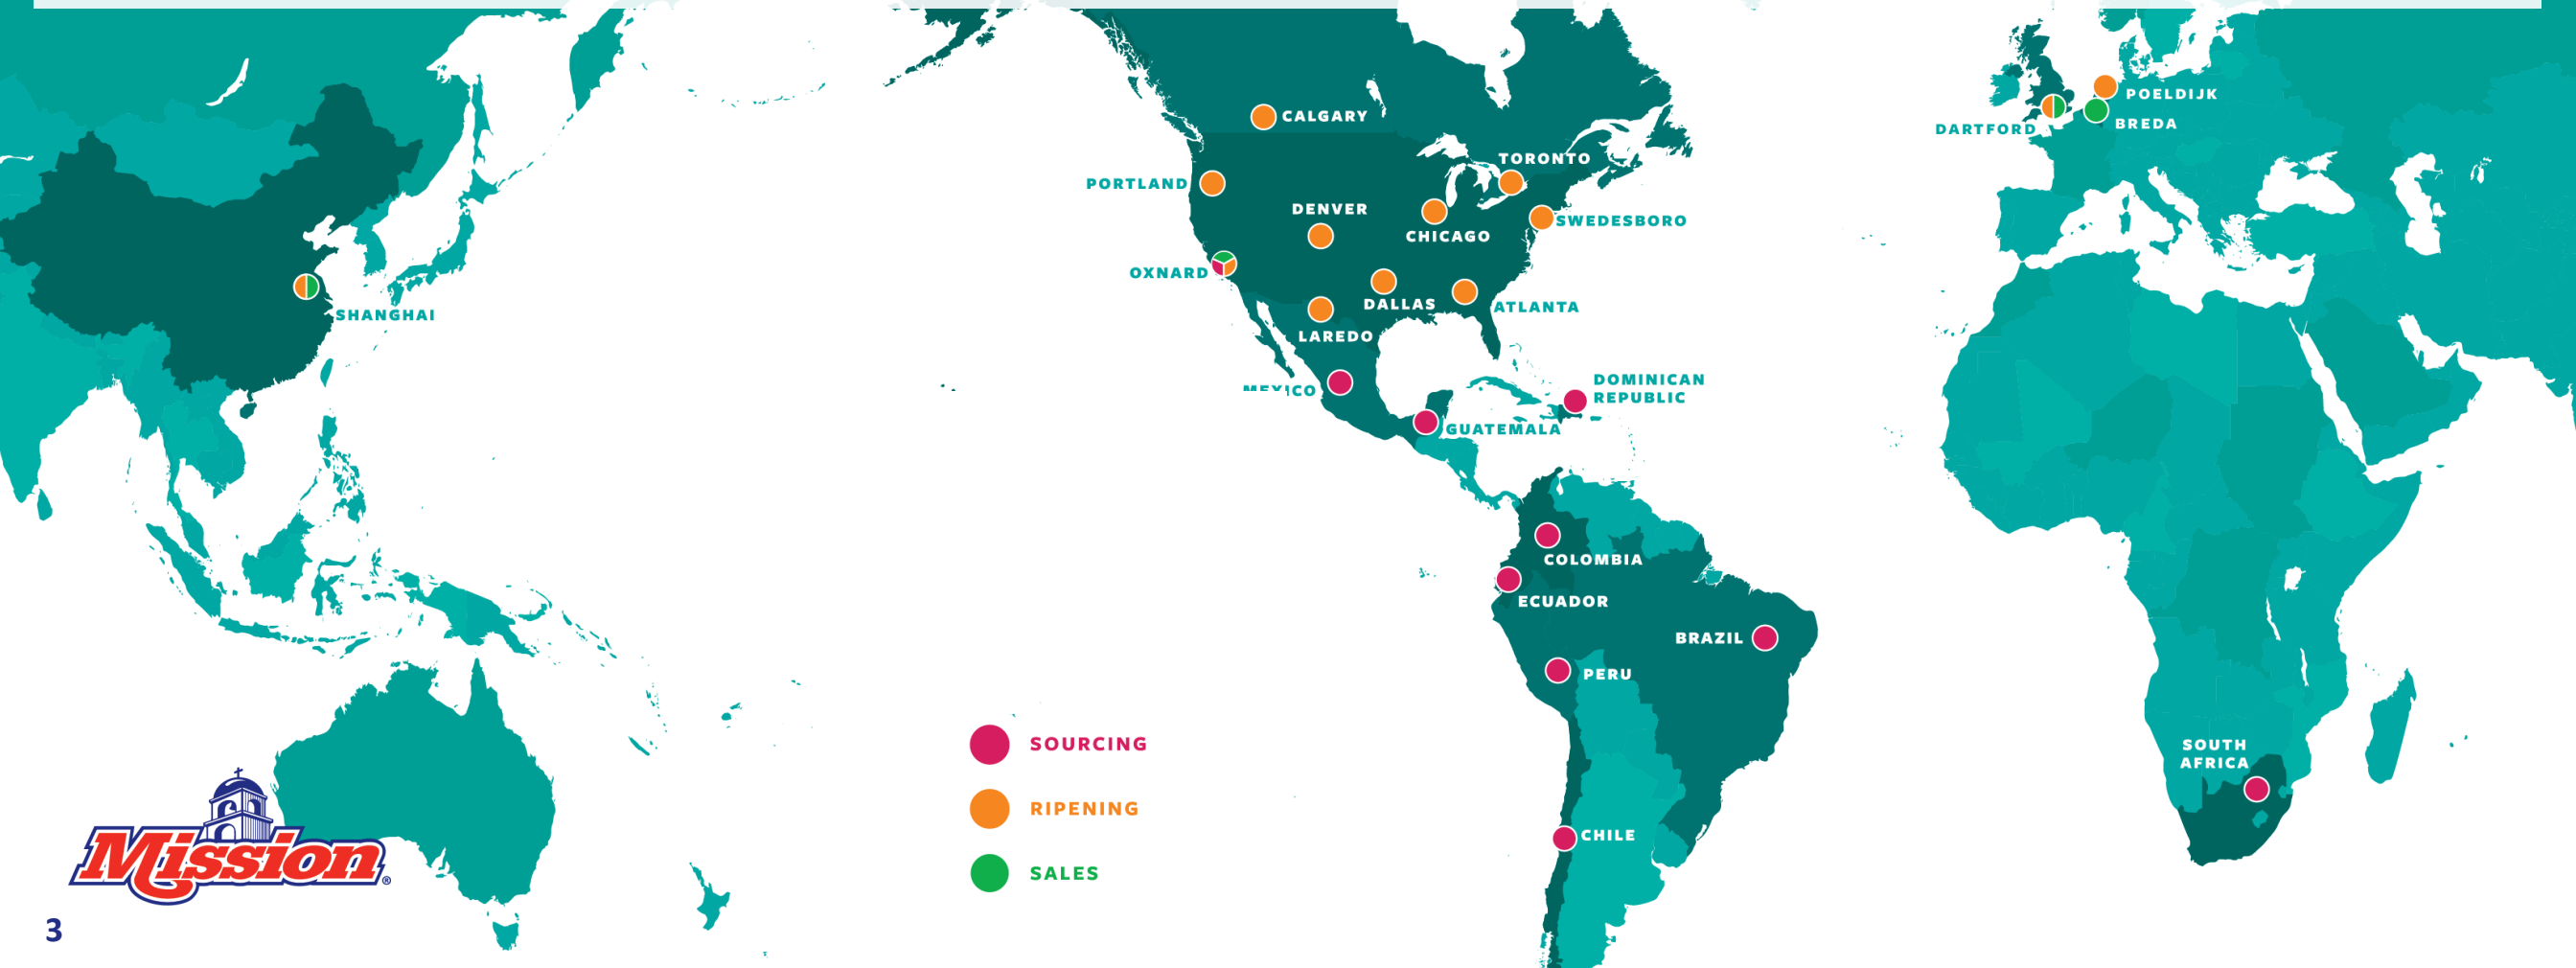 CALGARY
POELDIJK
BREDA
DARTFORD
TORONTO
PORTLAND
DENVER
SWEDESBORO
CHICAGO
OXNARD
DALLAS
ATLANTA
SHANGHAI
LAREDO
DOMINICAN
REPUBLIC
MEXICO
GUATEMALA
COLOMBIA
ECUADOR
BRAZIL
PERU
SOURCING
SOUTH
AFRICA
RIPENING
CHILE
SALES
Mission®
3